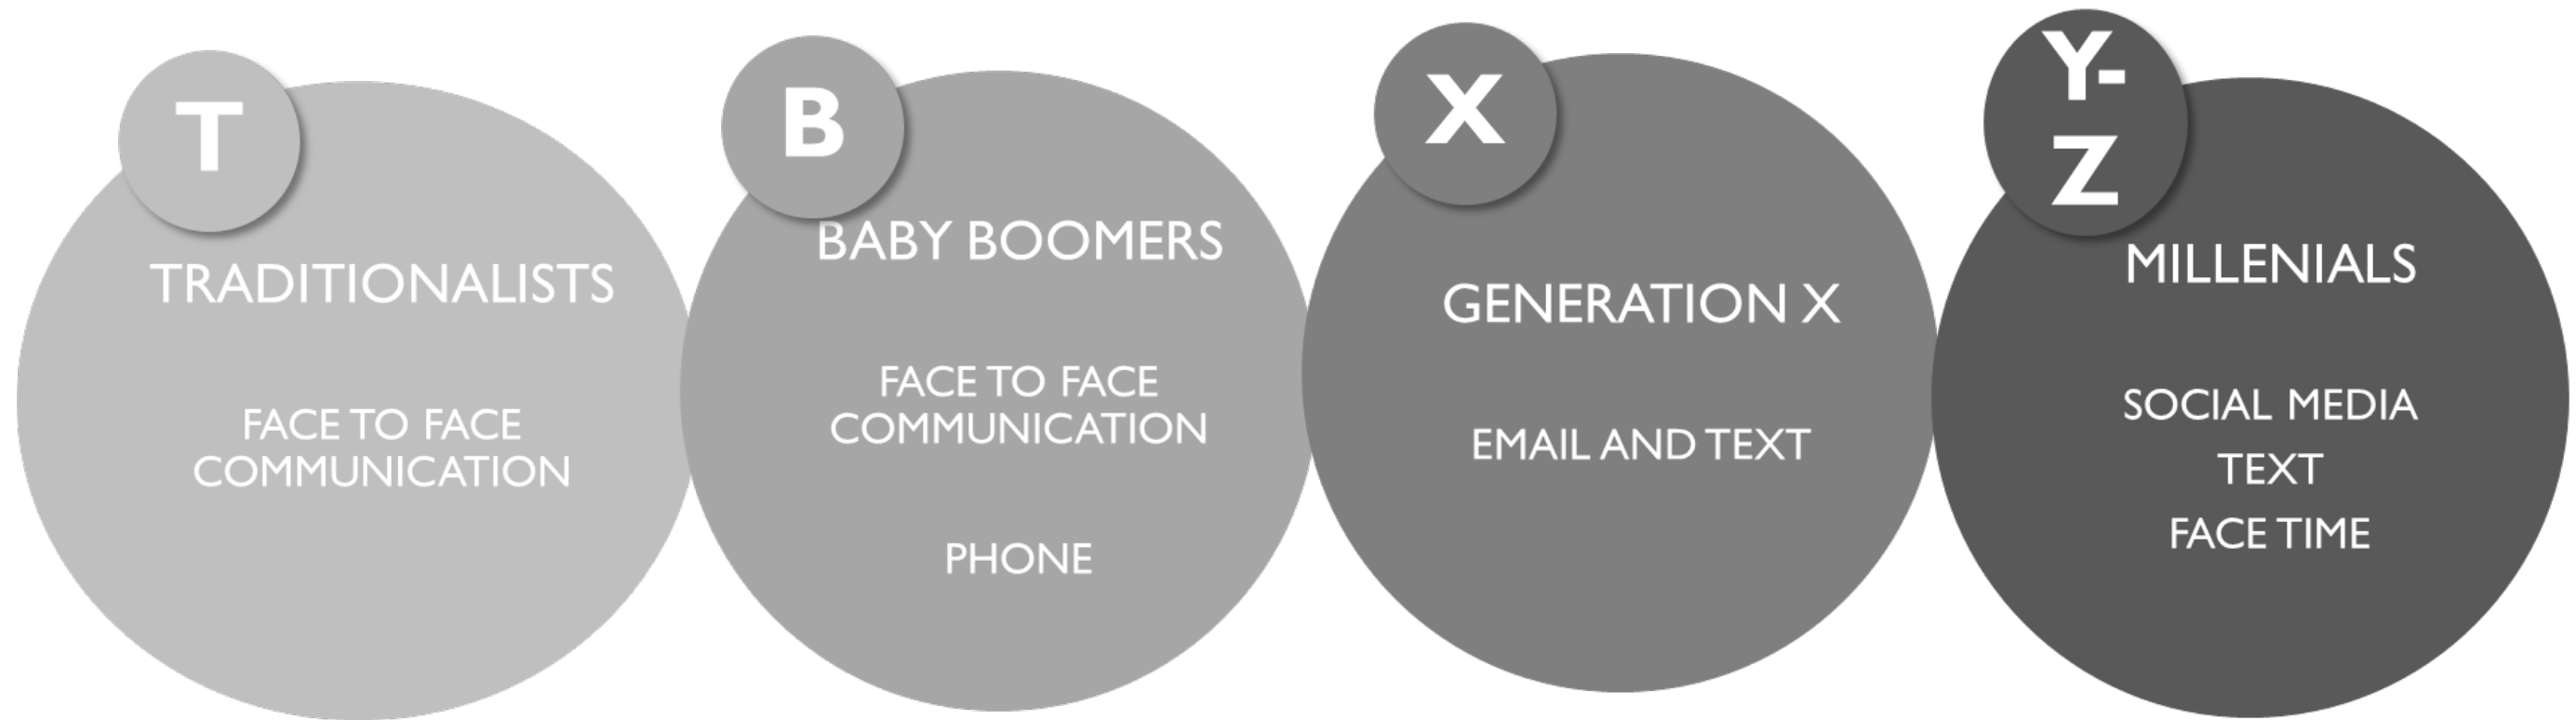 T
TRADITIONALISTS
FACE TO FACE
COMMUNICATION
B
BABY BOOMERS
FACE TO FACE
COMMUNICATION
PHONE
X
GENERATION X
EMAIL AND TEXT
Y-
Z
MILLENIALS
SOCIAL MEDIA
TEXT
FACE TIME